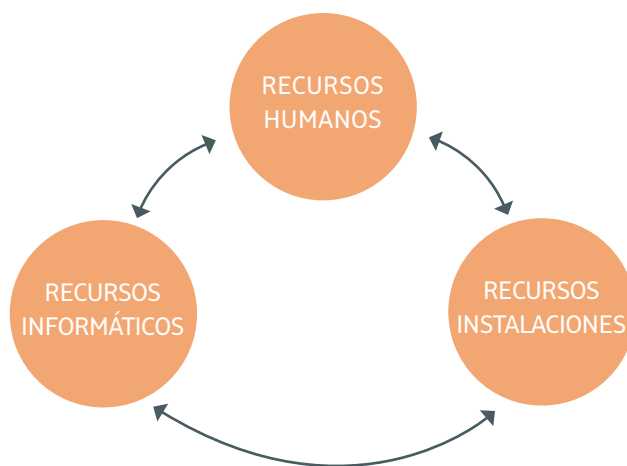 RECURSOS
HUMANOS
RECURSOS
INFORMÁTICOS
RECURSOS
INSTALACIONES